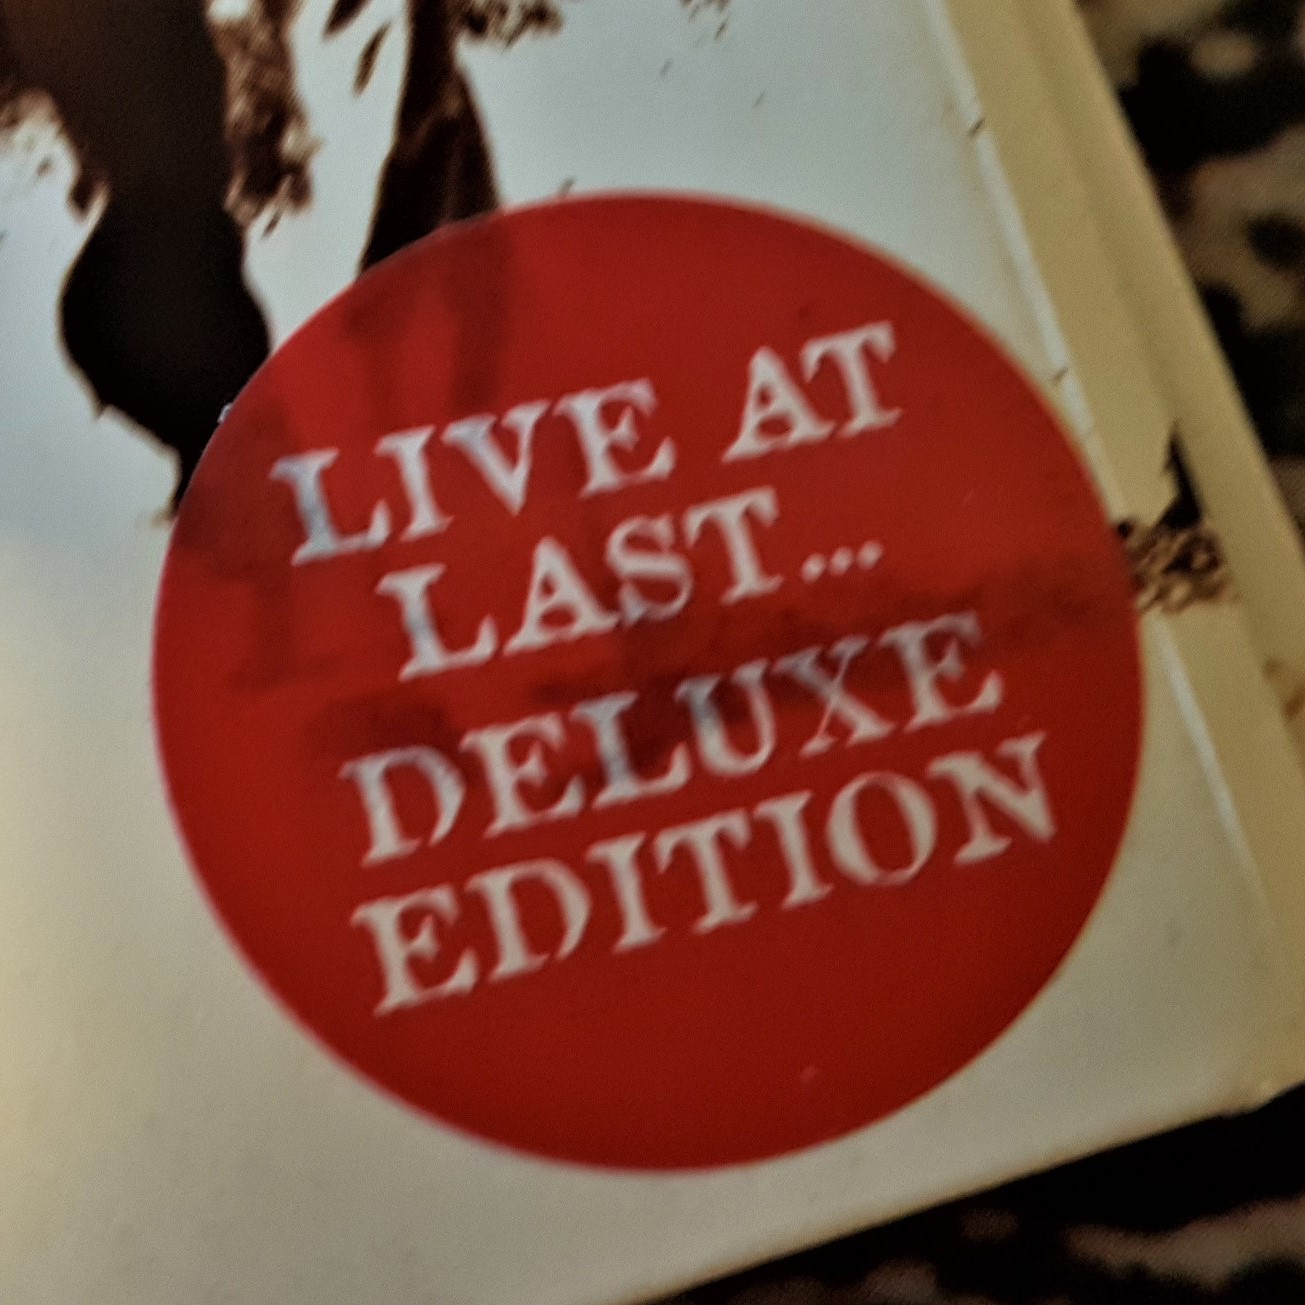 LIVE AT
LAST...
DELUXE
EDITION